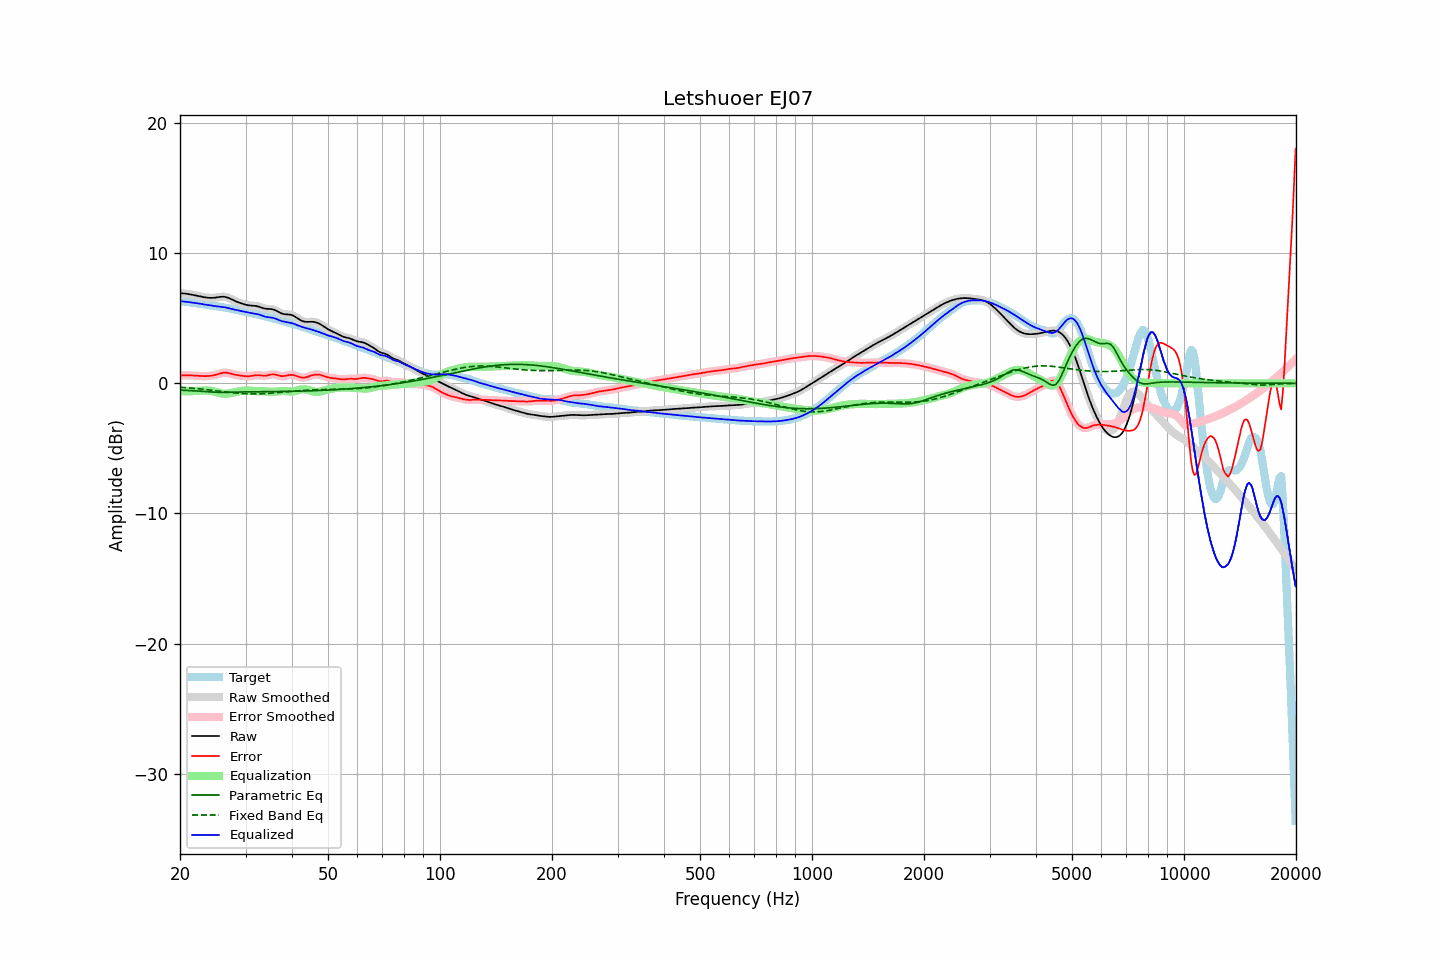 Letshuoer EJ07
20
10
0
−10
−20
−30
Amplitude (dBr)
20 50 100 200 500 1000 2000 5000 10000 20000
Frequency (Hz)
Target
Raw Smoothed
Error Smoothed
Raw
Error
Equalization
Parametric Eq
Fixed Band Eq
Equalized